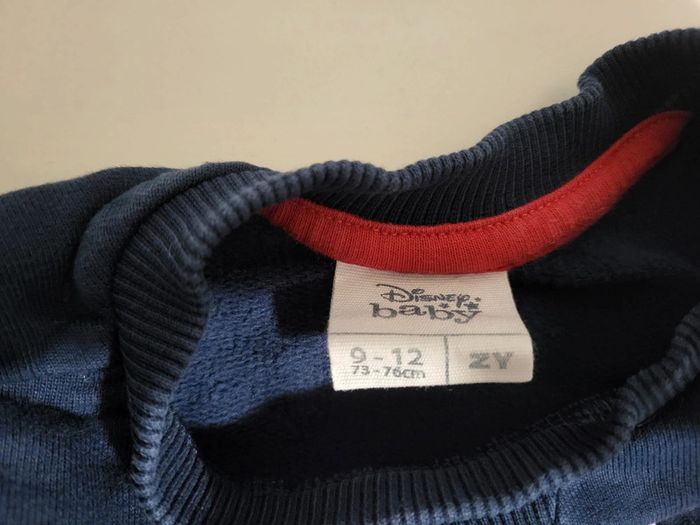 Disney
baby
9 - 12 ZY
73 - 76cm